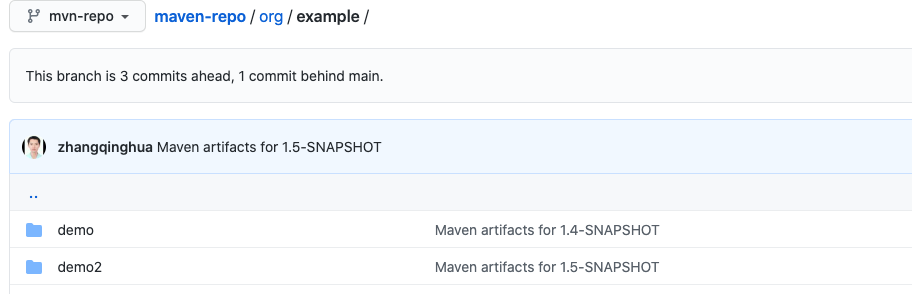 mvn-repo maven-repo / org / example /
This branch is 3 commits ahead, 1 commit behind main.
zhangqinghua Maven artifacts for 1.5-SNAPSHOT
..
demo Maven artifacts for 1.4-SNAPSHOT
demo2 Maven artifacts for 1.5-SNAPSHOT